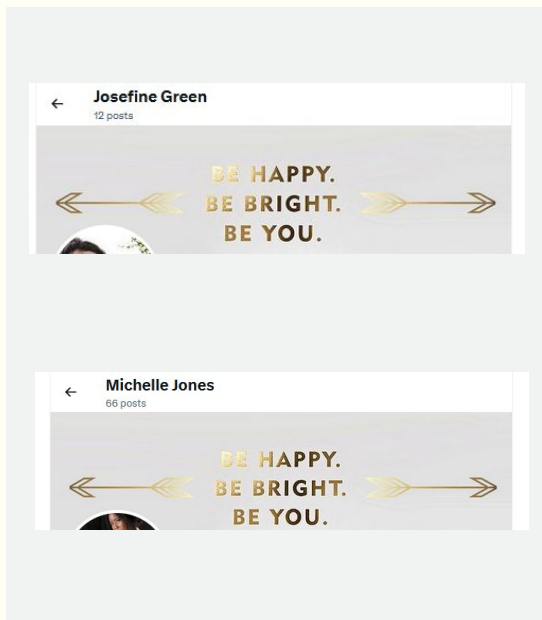 Josefine Green
12 posts
BE HAPPY.
BE BRIGHT.
BE YOU.
Michelle Jones
66 posts
BE HAPPY.
BE BRIGHT.
BE YOU.